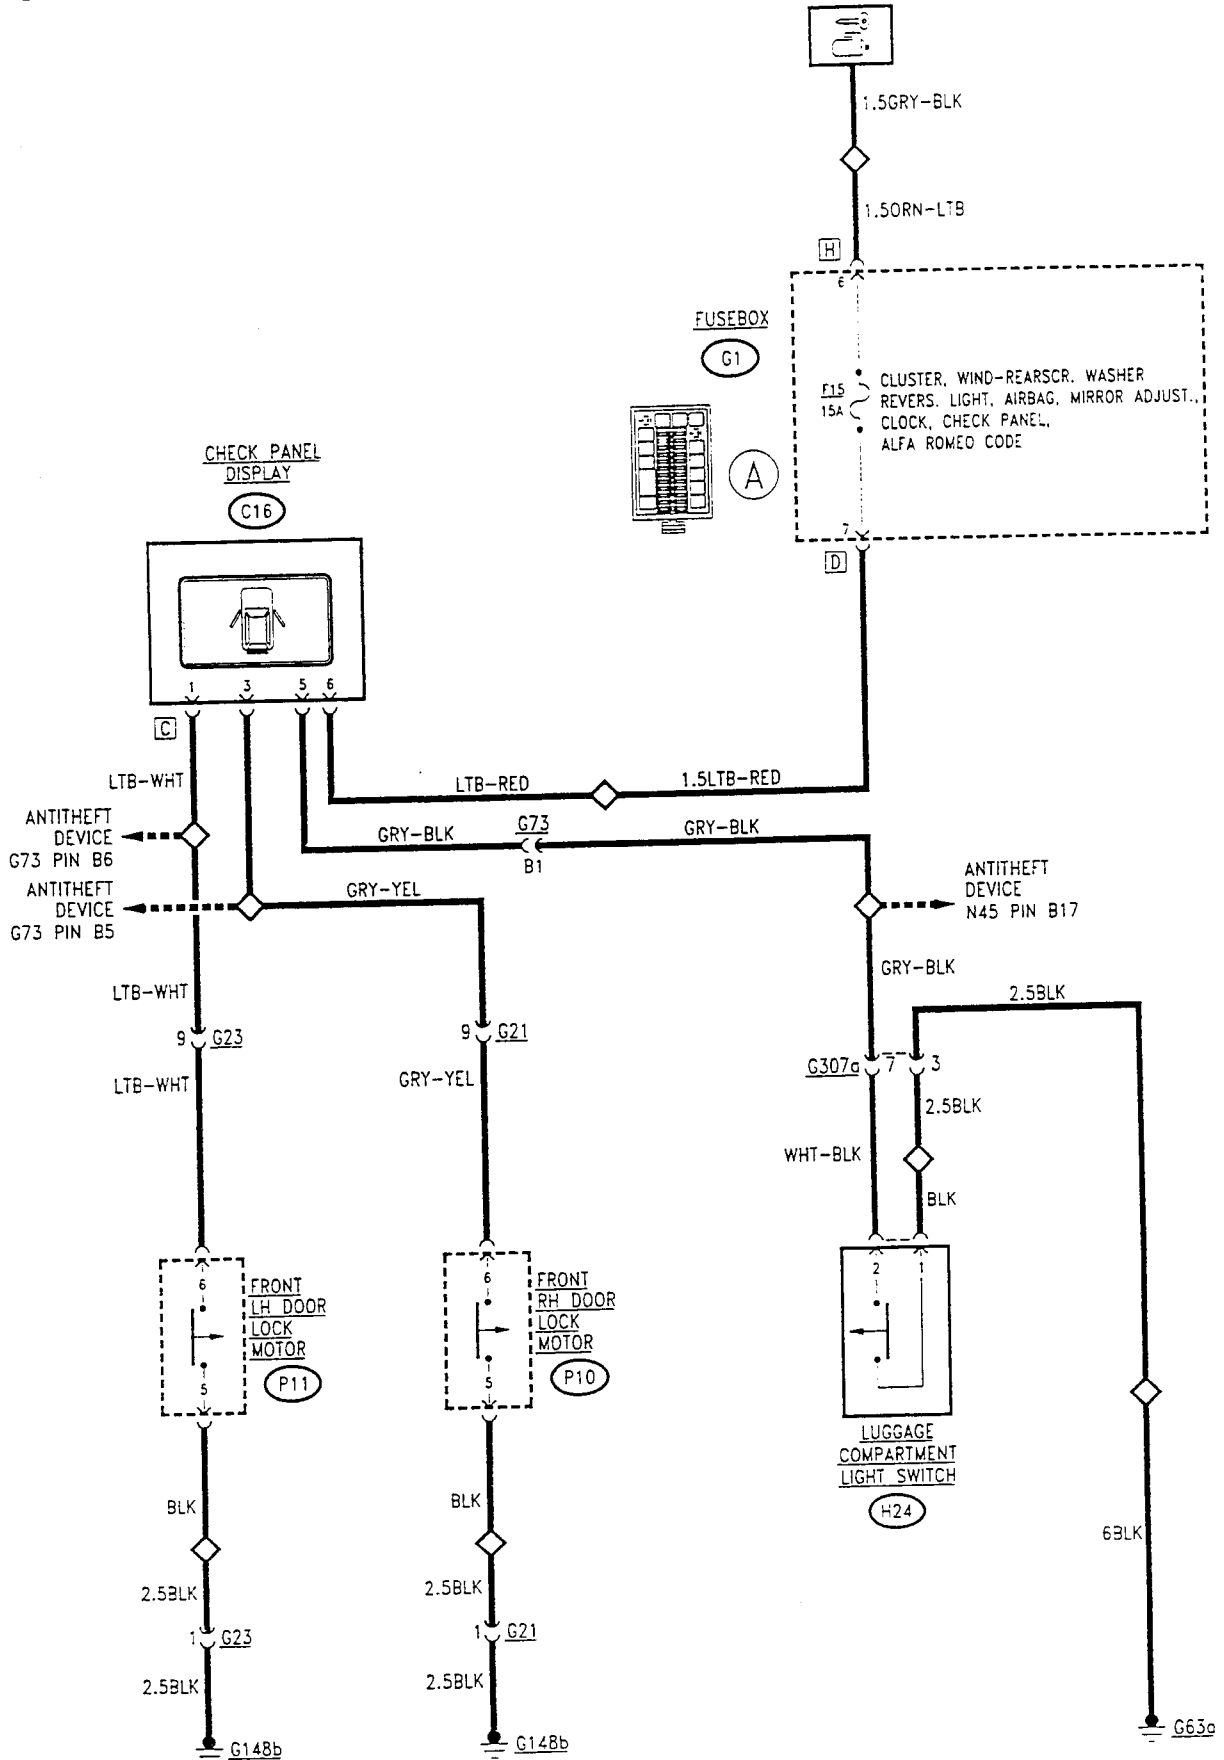 1.5GRY-BLK
1.5ORN-LTB
H
6
FUSEBOX
G1
F15
15A
CLUSTER, WIND-REARSCR. WASHER
REVERS. LIGHT, AIRBAG, MIRROR ADJUST.,
CLOCK, CHECK PANEL,
ALFA ROMEO CODE
A
7
D
CHECK PANEL
DISPLAY
C16
1 3 5 6
C
LTB-WHT
LTB-RED
1.5LTB-RED
ANTITHEFT
DEVICE
G73 PIN B6
GRY-BLK
G73
B1
GRY-BLK
ANTITHEFT
DEVICE
G73 PIN B5
GRY-YEL
ANTITHEFT
DEVICE
N45 PIN B17
LTB-WHT
GRY-BLK
2.5BLK
9 G23
9 G21
G307a 7 3
LTB-WHT
GRY-YEL
2.5BLK
WHT-BLK
BLK
6
5
FRONT
LH DOOR
LOCK
MOTOR
P11
6
5
FRONT
RH DOOR
LOCK
MOTOR
P10
2 1
LUGGAGE
COMPARTMENT
LIGHT SWITCH
H24
BLK
BLK
6BLK
2.5BLK
2.5BLK
1 G23
1 G21
2.5BLK
2.5BLK
G148b
G148b
G63a